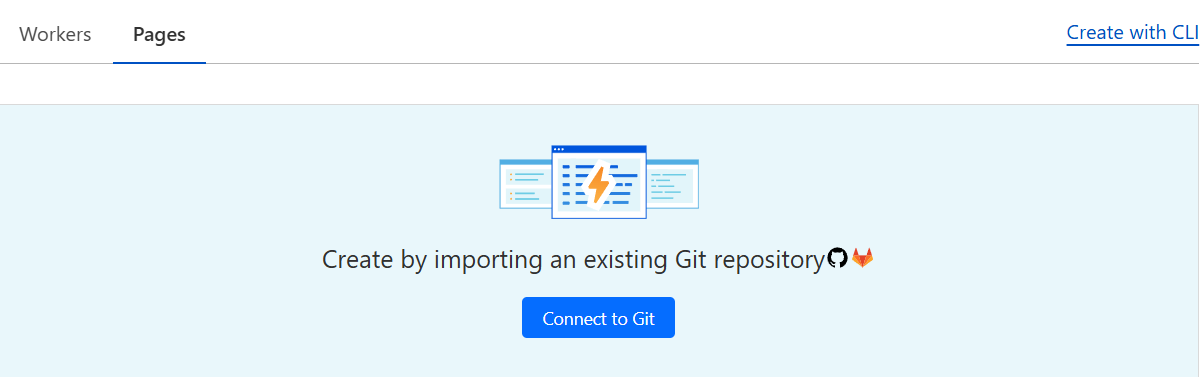 Workers Pages Create with CLI
Create by importing an existing Git repository
Connect to Git